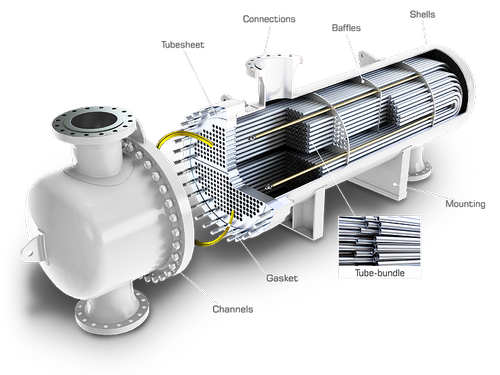 Shells
Connections
Baffles
Tubesheet
Mounting
Tube-bundle
Gasket
Channels